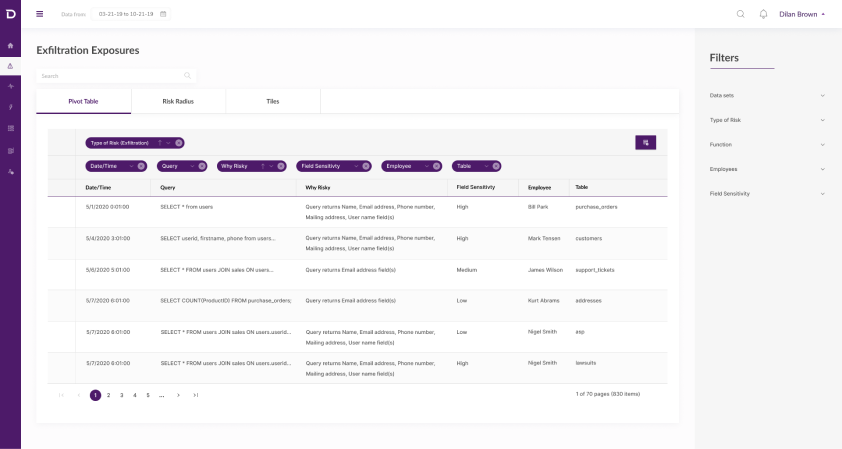 Data from:
03-21-19 to 10-21-19
Dilan Brown
Exfiltration Exposures
Search
Pivot Table
Risk Radius
Tiles
Type of Risk (Exfiltration)
Date/Time
Query
Why Risky
Field Sensitivity
Employee
Table
Date/Time
Query
Why Risky
Field Sensitivity
Employee
Table
5/1/2020 0:01:00
SELECT * from users
Query returns Name, Email address, Phone number,
Mailing address, User name field(s)
High
Bill Park
purchase_orders
5/4/2020 3:01:00
SELECT userid, firstname, phone from users...
Query returns Name, Email address, Phone number,
Mailing address, User name field(s)
High
Mark Tensen
customers
5/6/2020 5:01:00
SELECT * FROM users JOIN sales ON users...
Query returns Email address field(s)
Medium
James Wilson
support_tickets
5/7/2020 6:01:00
SELECT COUNT(ProductID) FROM purchase_orders;
Query returns Email address field(s)
Low
Kurt Abrams
addresses
5/7/2020 8:01:00
SELECT * FROM users JOIN sales ON users.userid...
Query returns Name, Email address, Phone number,
Mailing address, User name field(s)
Low
Nigel Smith
5/7/2020 8:01:00
SELECT * FROM users JOIN sales ON users.userid...
Query returns Name, Email address, Phone number,
Mailing address, User name field(s)
High
Nigel Smith
lawsuits
1 2 3 4 5 ...
1 of 70 pages (830 items)
Filters
Data sets
Type of Risk
Function
Employees
Field Sensitivity